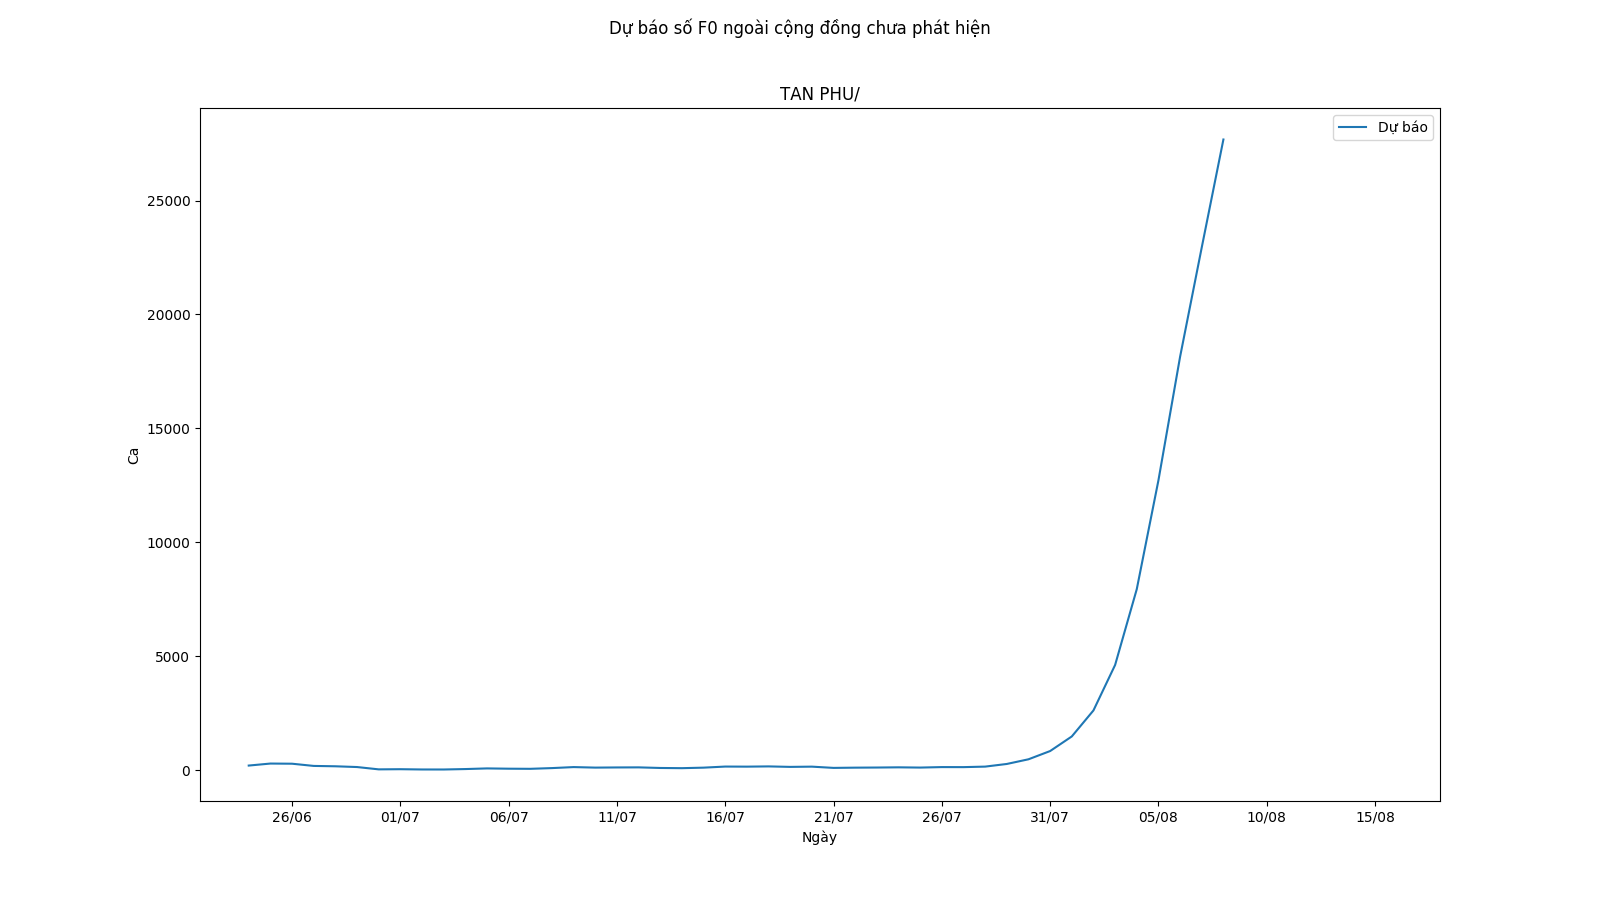 Dự báo số F0 ngoài cộng đồng chưa phát hiện
TAN PHU/
Dự báo
25000
20000
15000
10000
5000
0
Ca
26/06 01/07 06/07 11/07 16/07 21/07 26/07 31/07 05/08 10/08 15/08
Ngày